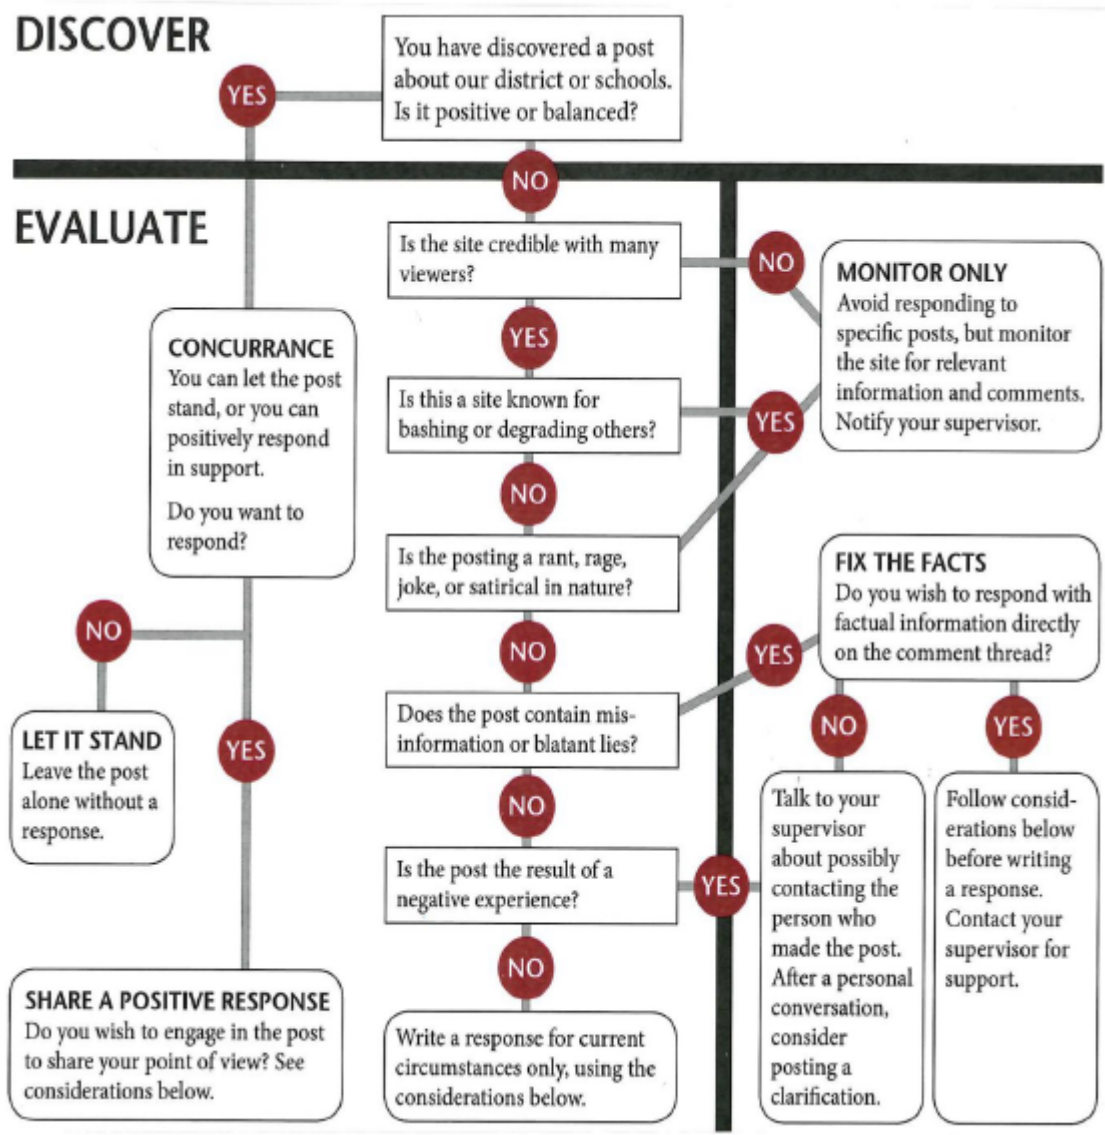 DISCOVER
You have discovered a post
about our district or schools.
Is it positive or balanced?
YES
NO
EVALUATE
Is the site credible with many
viewers?
NO
MONITOR ONLY
Avoid responding to
specific posts, but monitor
the site for relevant
information and comments.
Notify your supervisor.
YES
CONCURRANCE
You can let the post
stand, or you can
positively respond
in support.
Do you want to
respond?
Is this a site known for
bashing or degrading others?
YES
NO
Is the posting a rant, rage,
joke, or satirical in nature?
NO
FIX THE FACTS
Do you wish to respond with
factual information directly
on the comment thread?
NO
YES
Does the post contain mis-
information or blatant lies?
YES
NO
NO
YES
LET IT STAND
Leave the post
alone without a
response.
YES
Is the post the result of a
negative experience?
YES
Talk to your
supervisor
about possibly
contacting the
person who
made the post.
After a personal
conversation,
consider
posting a
clarification.
Follow consid-
erations below
before writing
a response.
Contact your
supervisor for
support.
NO
SHARE A POSITIVE RESPONSE
Do you wish to engage in the post
to share your point of view? See
considerations below.
Write a response for current
circumstances only, using the
considerations below.